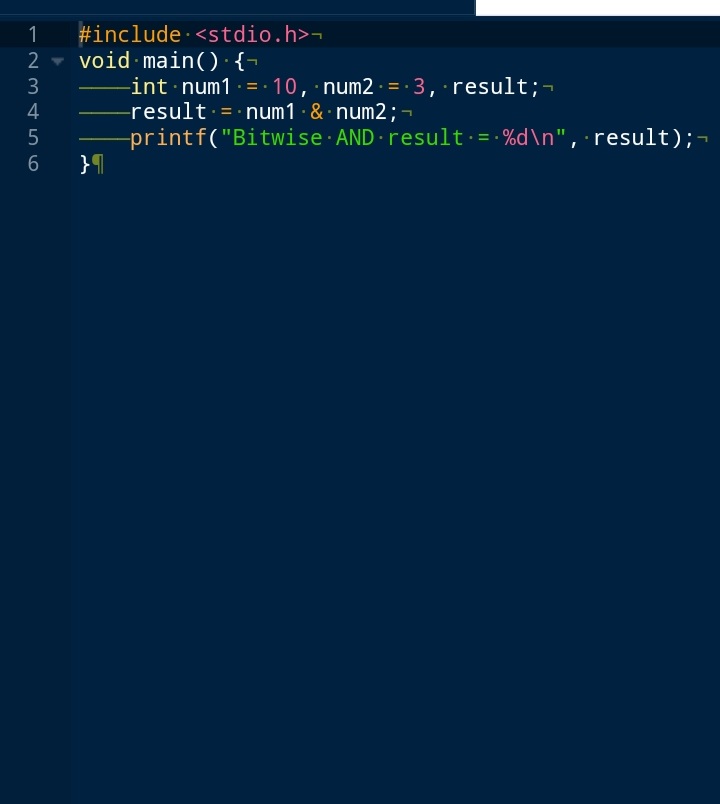 1 #include <stdio.h>
2 void main() {
3 int num1 = 10, num2 = 3, result;
4 result = num1 & num2;
5 printf("Bitwise AND result = %d\n", result);
6 }